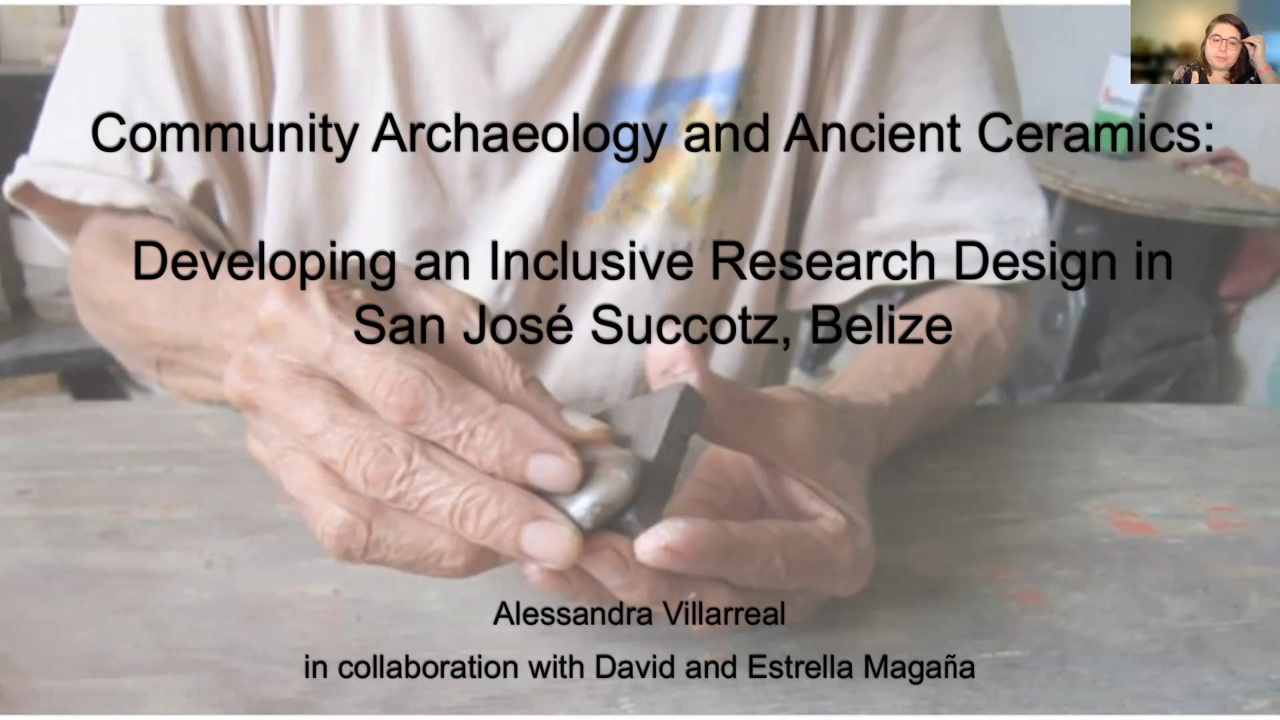 Community Archaeology and Ancient Ceramics:
Developing an Inclusive Research Design in
San José Succotz, Belize
Alessandra Villarreal
in collaboration with David and Estrella Magaña